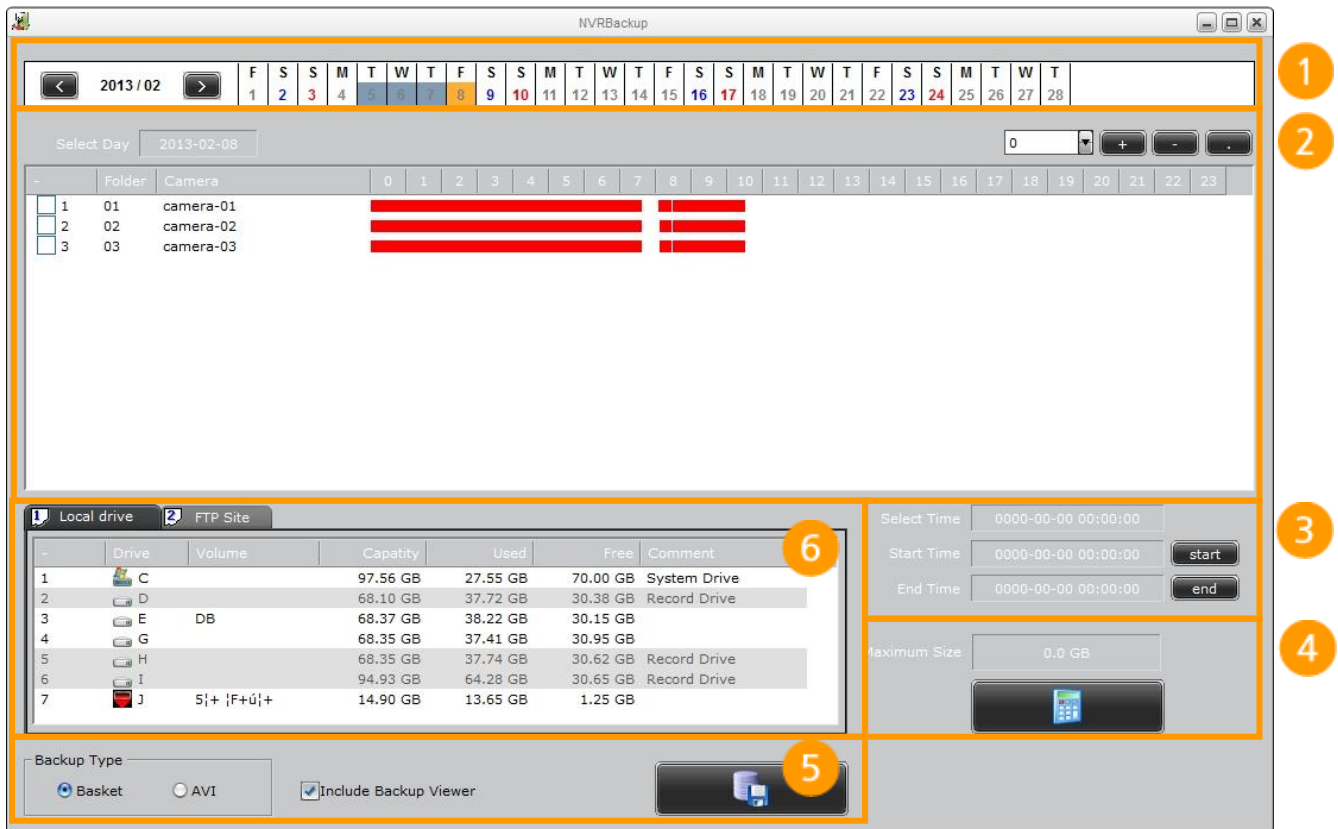 NVRBackup
F S S M T W T F S S M T W T F S S M T W T F S S M T W T
< 2013 / 02 >
1 2 3 4 5 6 7 8 9 10 11 12 13 14 15 16 17 18 19 20 21 22 23 24 25 26 27 28
1
Select Day 2013-02-08 0 + - .
2
- Folder Camera 0 1 2 3 4 5 6 7 8 9 10 11 12 13 14 15 16 17 18 19 20 21 22 23
1 01 camera-01
2 02 camera-02
3 03 camera-03
1 Local drive 2 FTP Site
- Drive Volume Capatity Used Free Comment
1 C 97.56 GB 27.55 GB 70.00 GB System Drive
2 D 68.10 GB 37.72 GB 30.38 GB Record Drive
3 E DB 68.37 GB 38.22 GB 30.15 GB
4 G 68.35 GB 37.41 GB 30.95 GB
5 H 68.35 GB 37.74 GB 30.62 GB Record Drive
6 I 94.93 GB 64.28 GB 30.65 GB Record Drive
7 J 5¦+ ¦F+ú¦+ 14.90 GB 13.65 GB 1.25 GB
6
Select Time 0000-00-00 00:00:00
Start Time 0000-00-00 00:00:00 start
End Time 0000-00-00 00:00:00 end
3
Maximum Size 0.0 GB
4
Backup Type
Basket AVI Include Backup Viewer
5